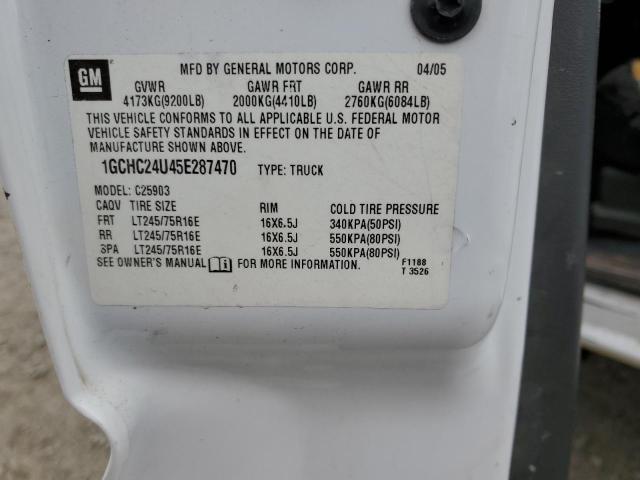 GM
MFD BY GENERAL MOTORS CORP. 04/05
GVWR GAWR FRT GAWR RR
4173KG(9200LB) 2000KG(4410LB) 2760KG(6084LB)
THIS VEHICLE CONFORMS TO ALL APPLICABLE U.S. FEDERAL MOTOR
VEHICLE SAFETY STANDARDS IN EFFECT ON THE DATE OF
MANUFACTURE SHOWN ABOVE.
1GCHC24U45E287470 TYPE: TRUCK
MODEL: C25903
CAQV TIRE SIZE RIM COLD TIRE PRESSURE
FRT LT245/75R16E 16X6.5J 340KPA(50PSI)
RR LT245/75R16E 16X6.5J 550KPA(80PSI)
SPA LT245/75R16E 16X6.5J 550KPA(80PSI)
SEE OWNER'S MANUAL FOR MORE INFORMATION. F1188
T 3526